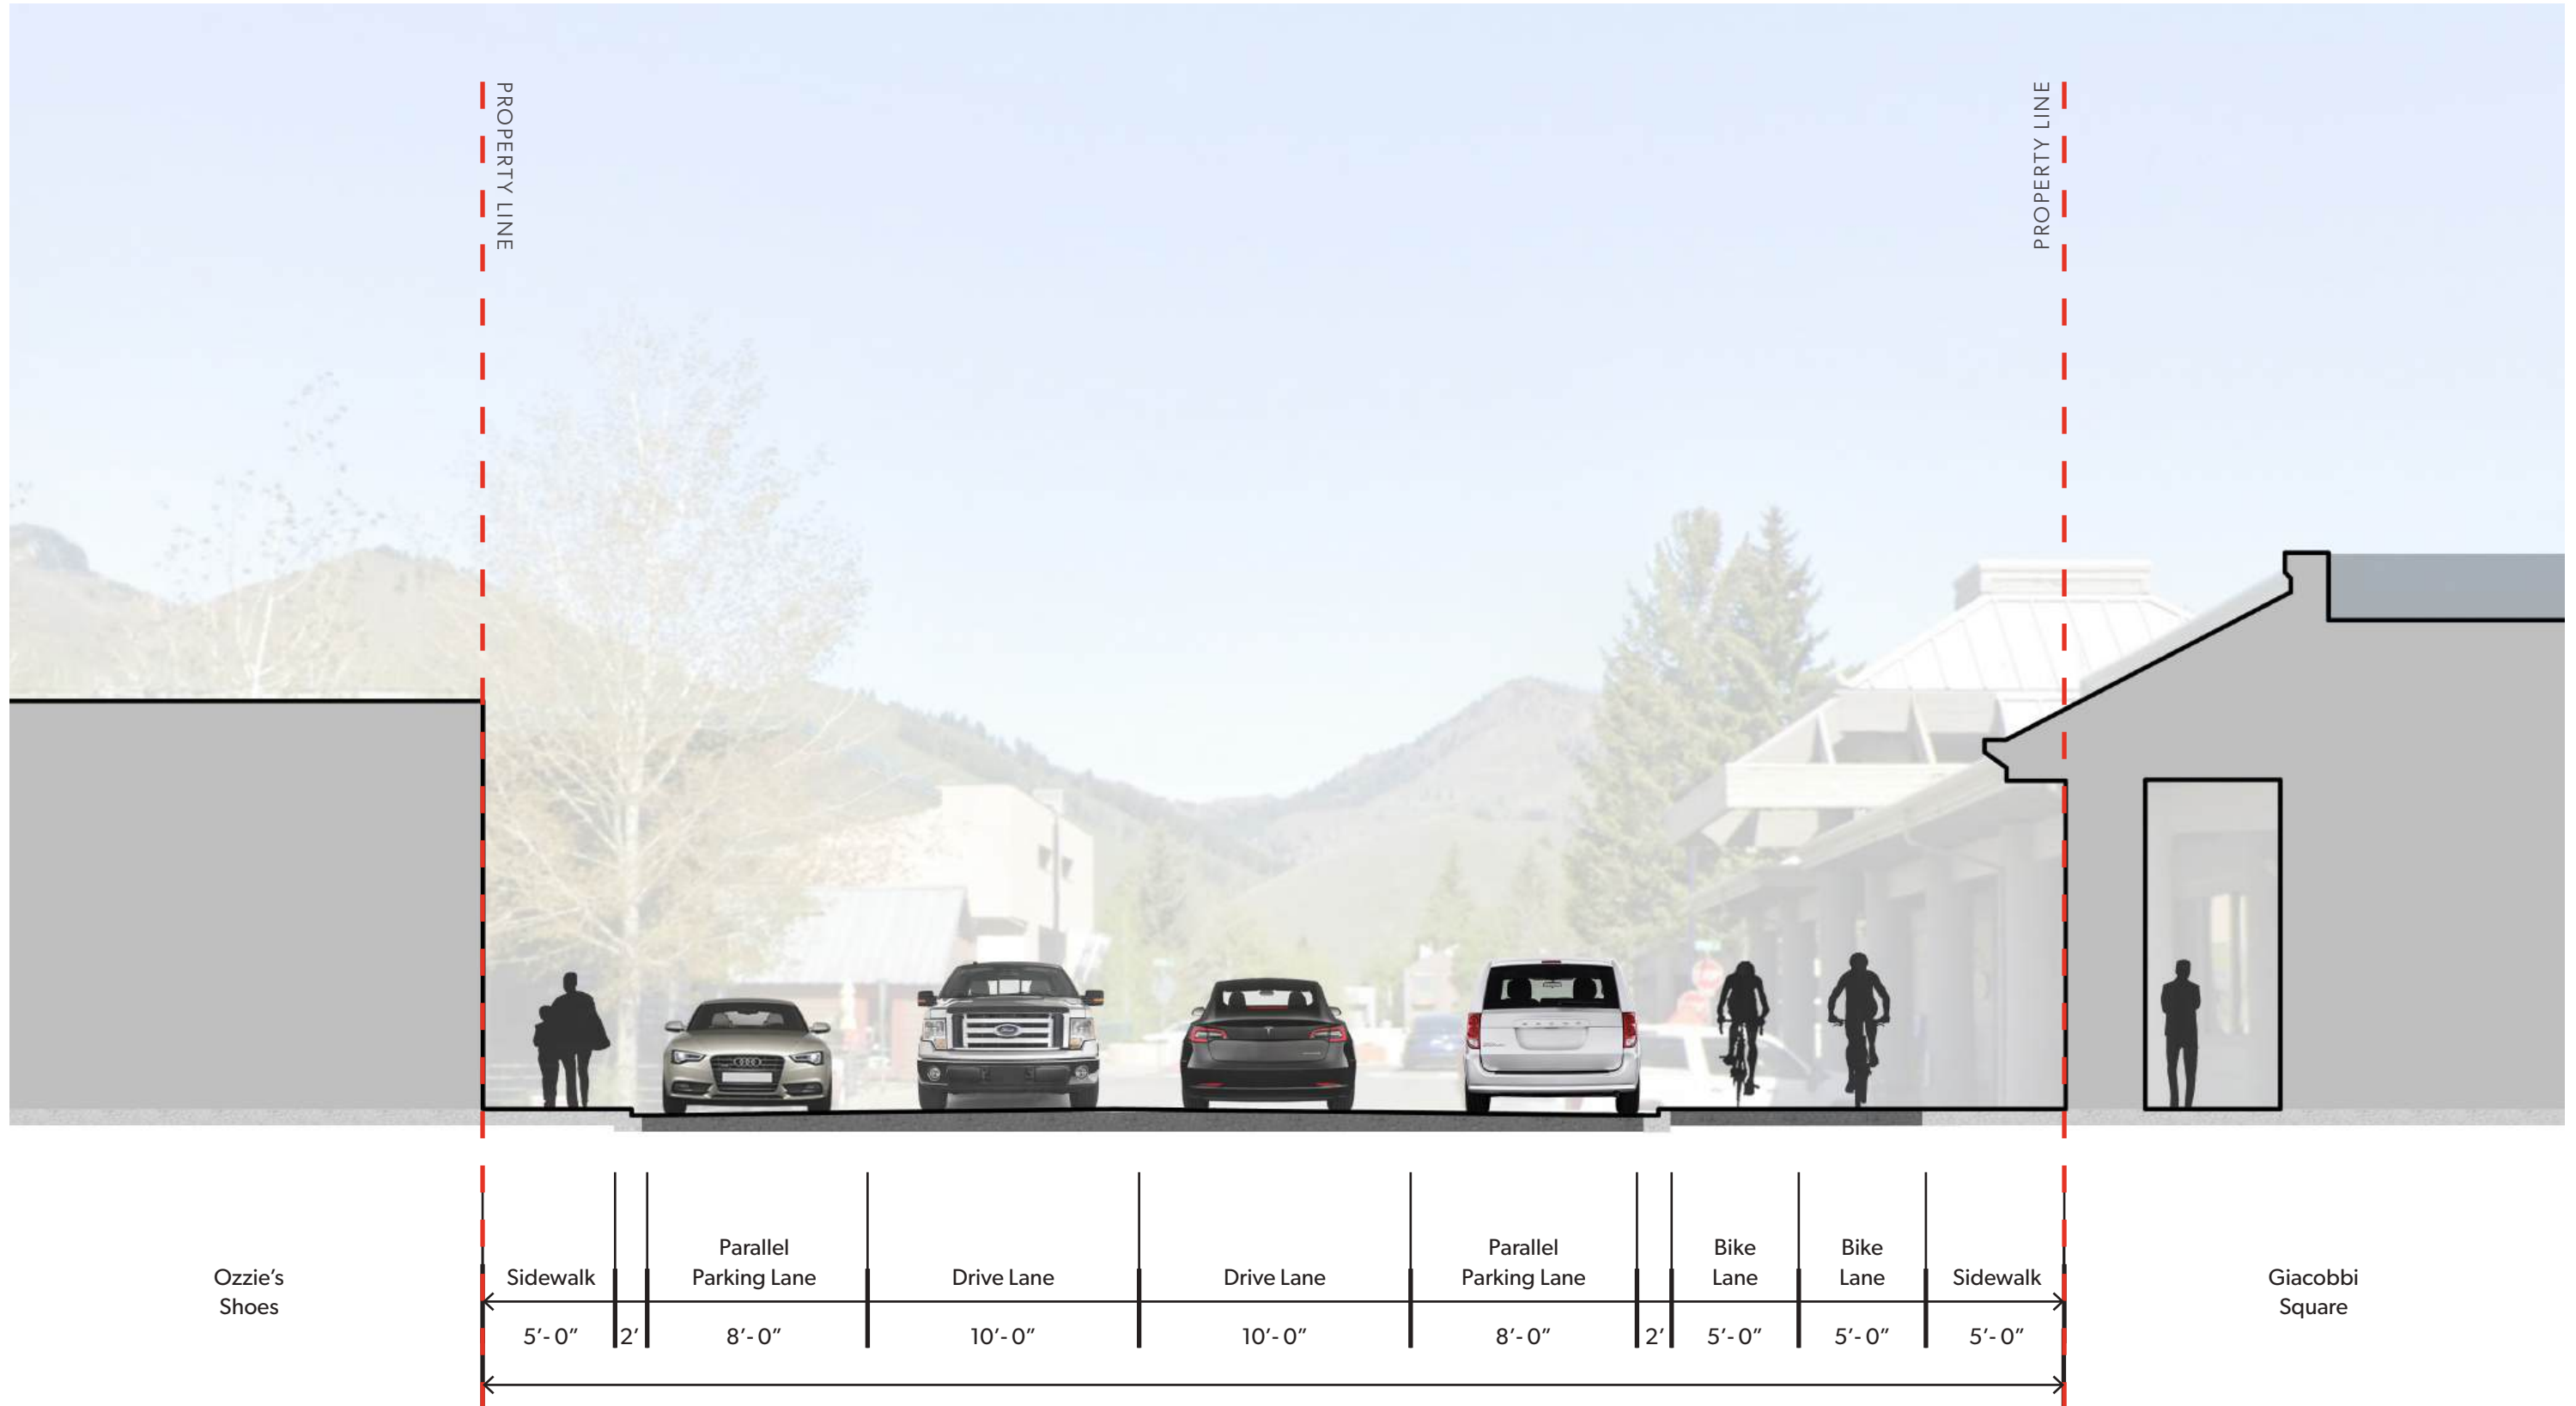 PROPERTY LINE
PROPERTY LINE
Ozzie’s
Shoes
Sidewalk
Parallel
Parking Lane
Drive Lane
Drive Lane
Parallel
Parking Lane
Bike
Lane
Bike
Lane
Sidewalk
Giacobbi
Square
5’- 0”
2’
8’- 0”
10’- 0”
10’- 0”
8’- 0”
2’
5’- 0”
5’- 0”
5’- 0”